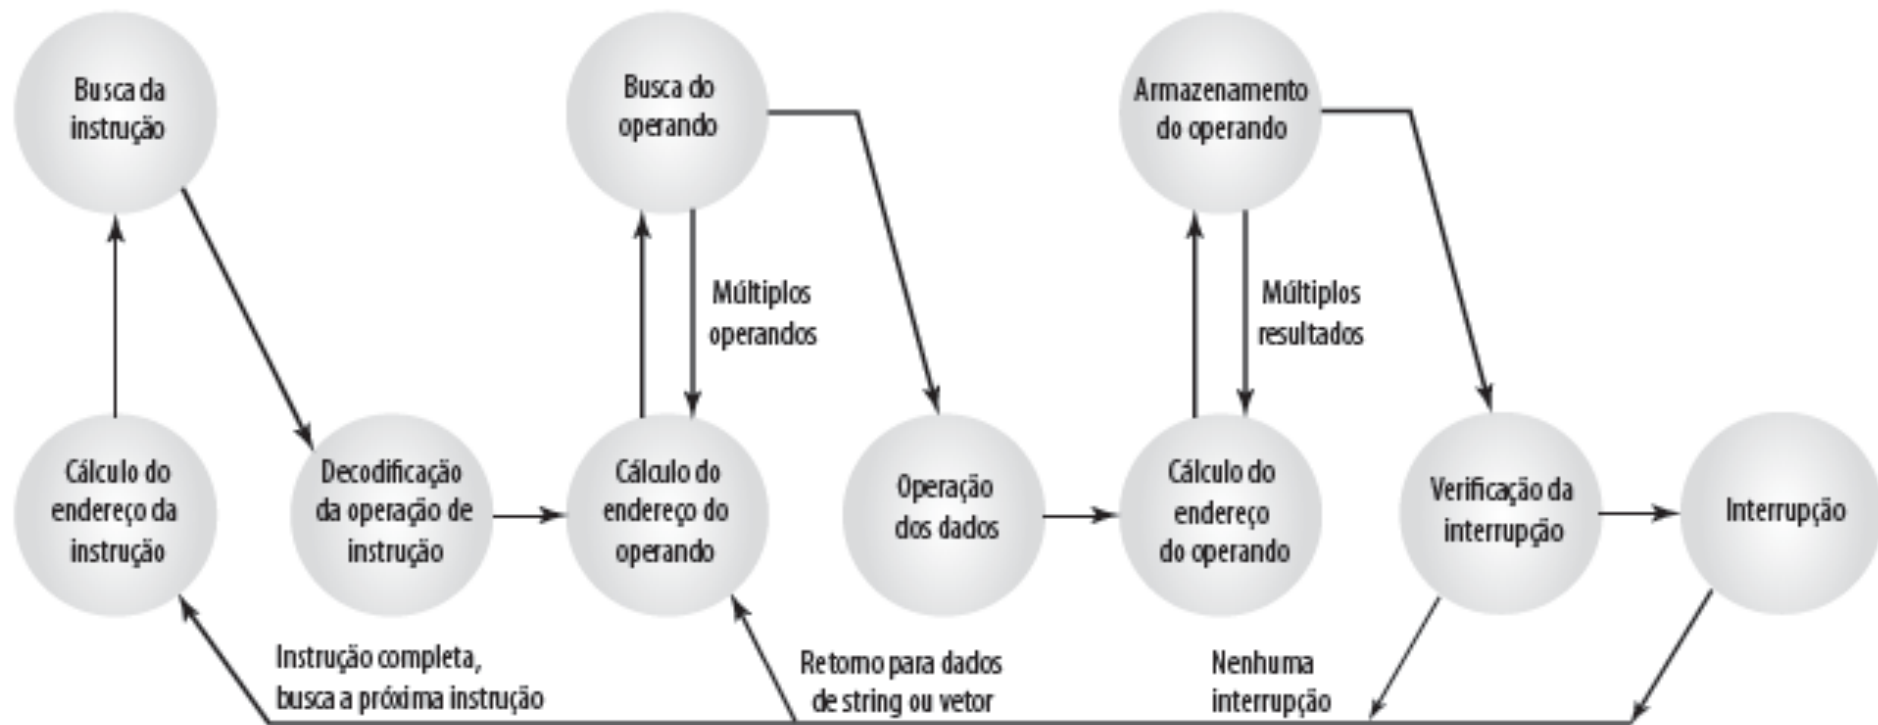 Busca da
instrução
Busca do
operando
Armazenamento
do operando
Múltiplos
operandos
Múltiplos
resultados
Cálculo do
endereço da
instrução
Decodificação
da operação de
instrução
Cálculo do
endereço do
operando
Operação
dos dados
Cálculo do
endereço
do operando
Verificação da
interrupção
Interrupção
Instrução completa,
busca a próxima instrução
Retorno para dados
de string ou vetor
Nenhuma
interrupção